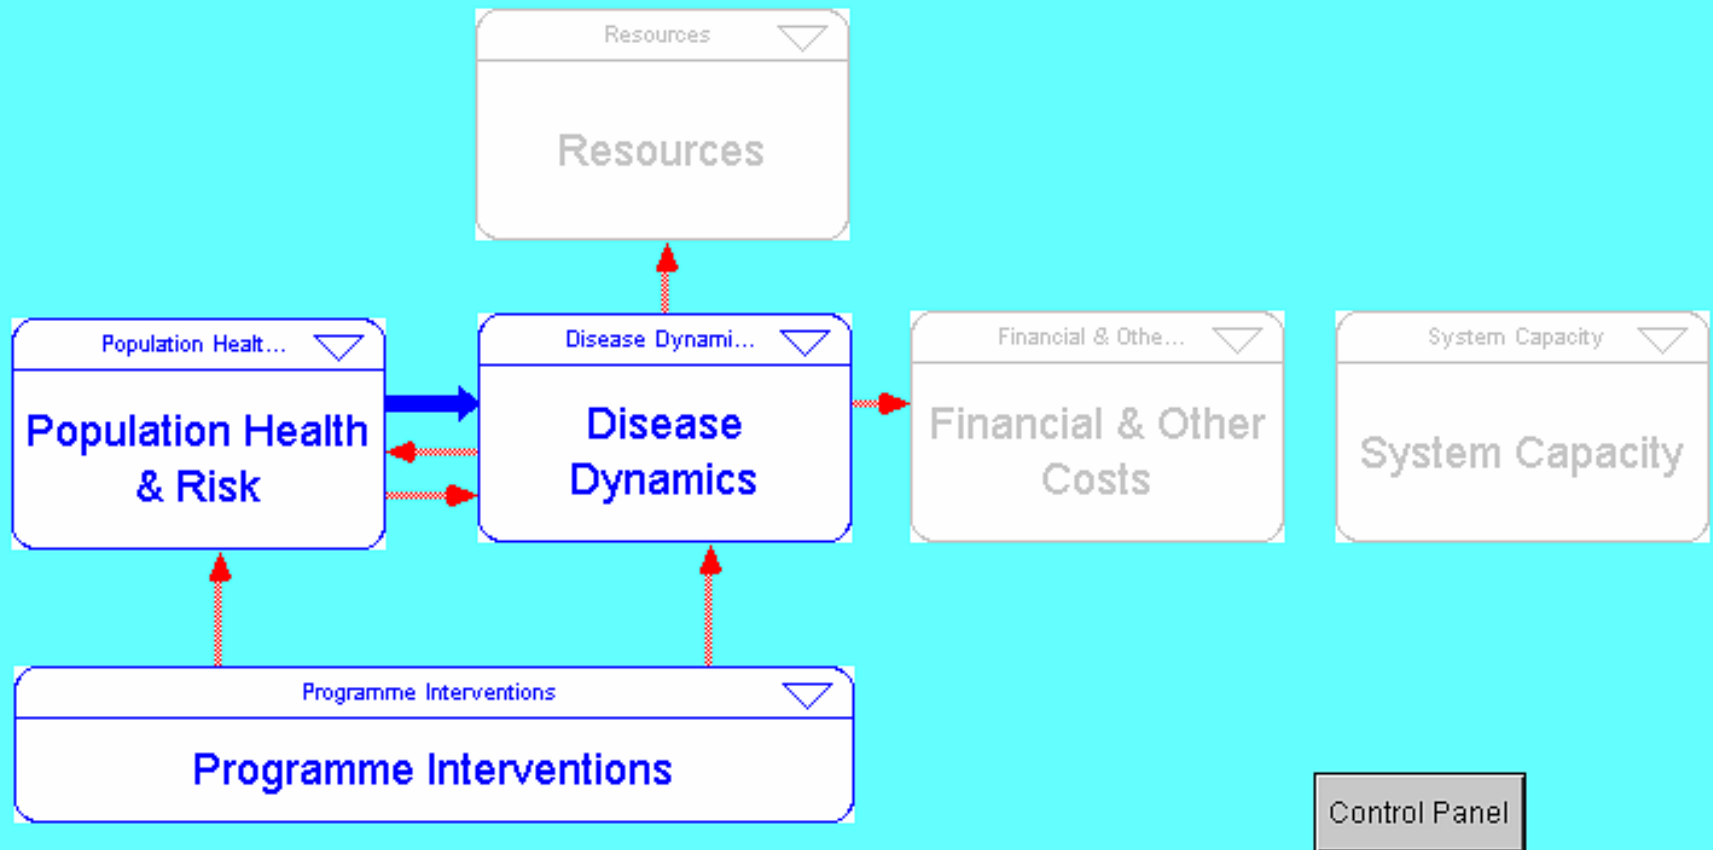 Resources
Resources
Population Healt...
Population Health
& Risk
Disease Dynami...
Disease
Dynamics
Financial & Othe...
Financial & Other
Costs
System Capacity
System Capacity
Programme Interventions
Programme Interventions
Control Panel